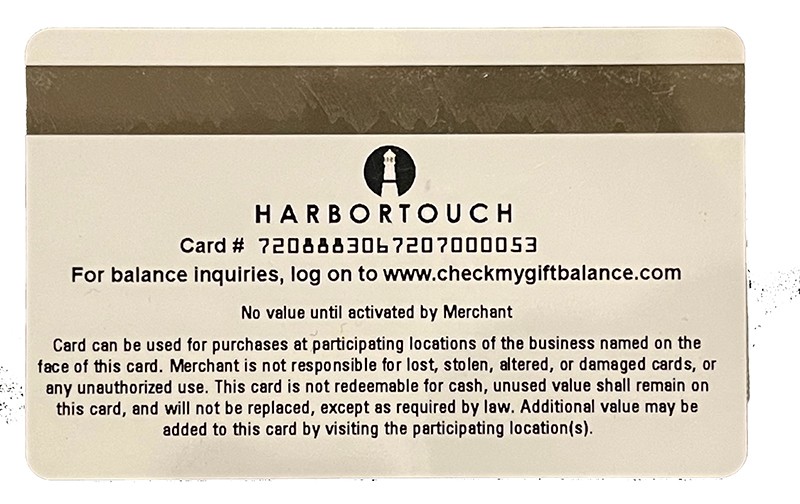 HARBORTOUCH
Card # 7208883067207000053
For balance inquiries, log on to www.checkmygiftbalance.com
No value until activated by Merchant
Card can be used for purchases at participating locations of the business named on the
face of this card. Merchant is not responsible for lost, stolen, altered, or damaged cards, or
any unauthorized use. This card is not redeemable for cash, unused value shall remain on
this card, and will not be replaced, except as required by law. Additional value may be
added to this card by visiting the participating location(s).